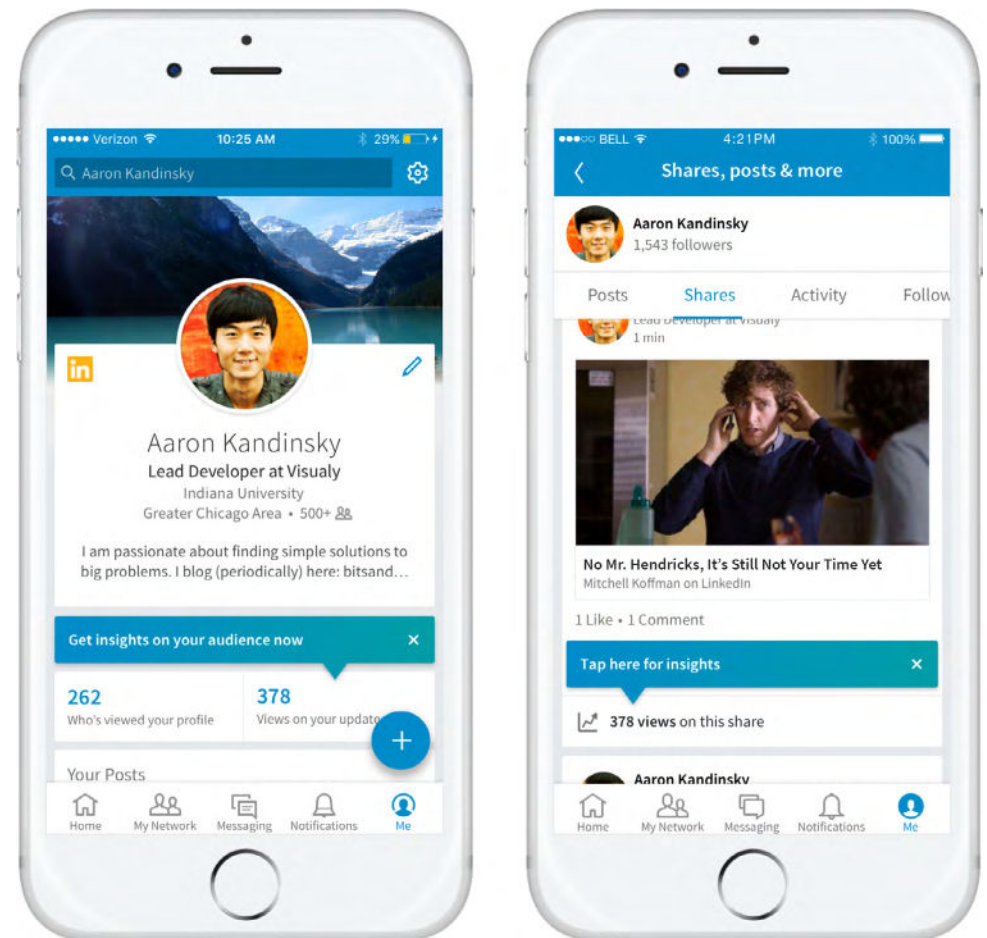 Verizon 10:25 AM 29%
Aaron Kandinsky
in
Aaron Kandinsky
Lead Developer at Visualy
Indiana University
Greater Chicago Area • 500+
I am passionate about finding simple solutions to
big problems. I blog (periodically) here: bitsand...
Get insights on your audience now ×
262 378
Who's viewed your profile Views on your update
+
Your Posts
Home My Network Messaging Notifications Me
BELL 4:21PM 100%
Shares, posts & more
Aaron Kandinsky
1,543 followers
Posts Shares Activity Follow
Lead Developer at Visualy
1 min
No Mr. Hendricks, It's Still Not Your Time Yet
Mitchell Koffman on LinkedIn
1 Like • 1 Comment
Tap here for insights ×
378 views on this share
Aaron Kandinsky
Home My Network Messaging Notifications Me